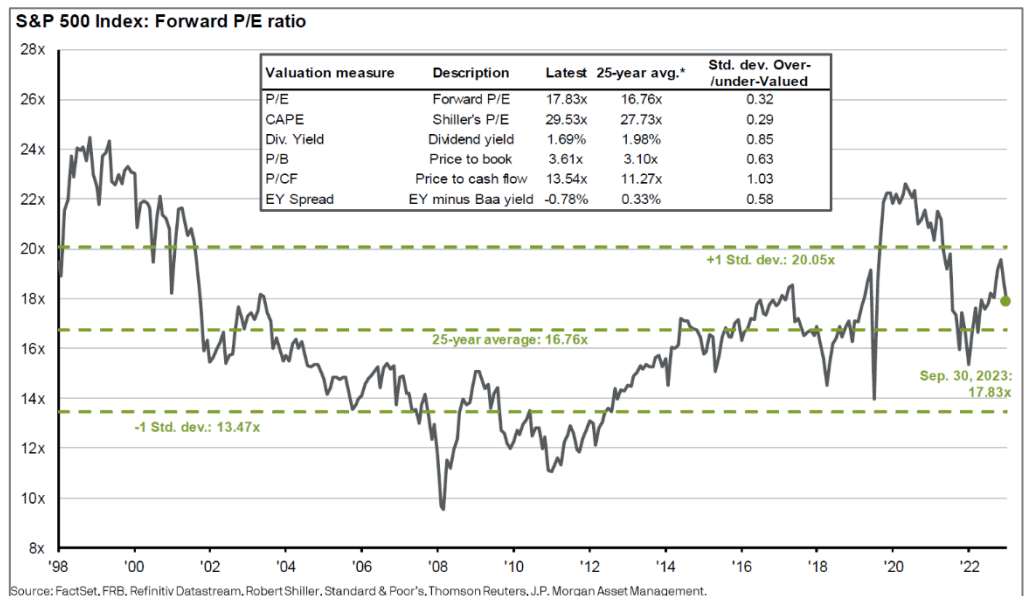 S&P 500 Index: Forward P/E ratio
28x
26x
24x
22x
20x
18x
16x
14x
12x
10x
8x
Valuation measure Description Latest 25-year avg.* Std. dev. Over-
/under-Valued
P/E Forward P/E 17.83x 16.76x 0.32
CAPE Shiller's P/E 29.53x 27.73x 0.29
Div. Yield Dividend yield 1.69% 1.98% 0.85
P/B Price to book 3.61x 3.10x 0.63
P/CF Price to cash flow 13.54x 11.27x 1.03
EY Spread EY minus Baa yield -0.78% 0.33% 0.58
+1 Std. dev.: 20.05x
25-year average: 16.76x
Sep. 30, 2023:
17.83x
-1 Std. dev.: 13.47x
'98 '00 '02 '04 '06 '08 '10 '12 '14 '16 '18 '20 '22
Source: FactSet, FRB, Refinitiv Datastream, Robert Shiller, Standard & Poor's, Thomson Reuters, J.P. Morgan Asset Management.